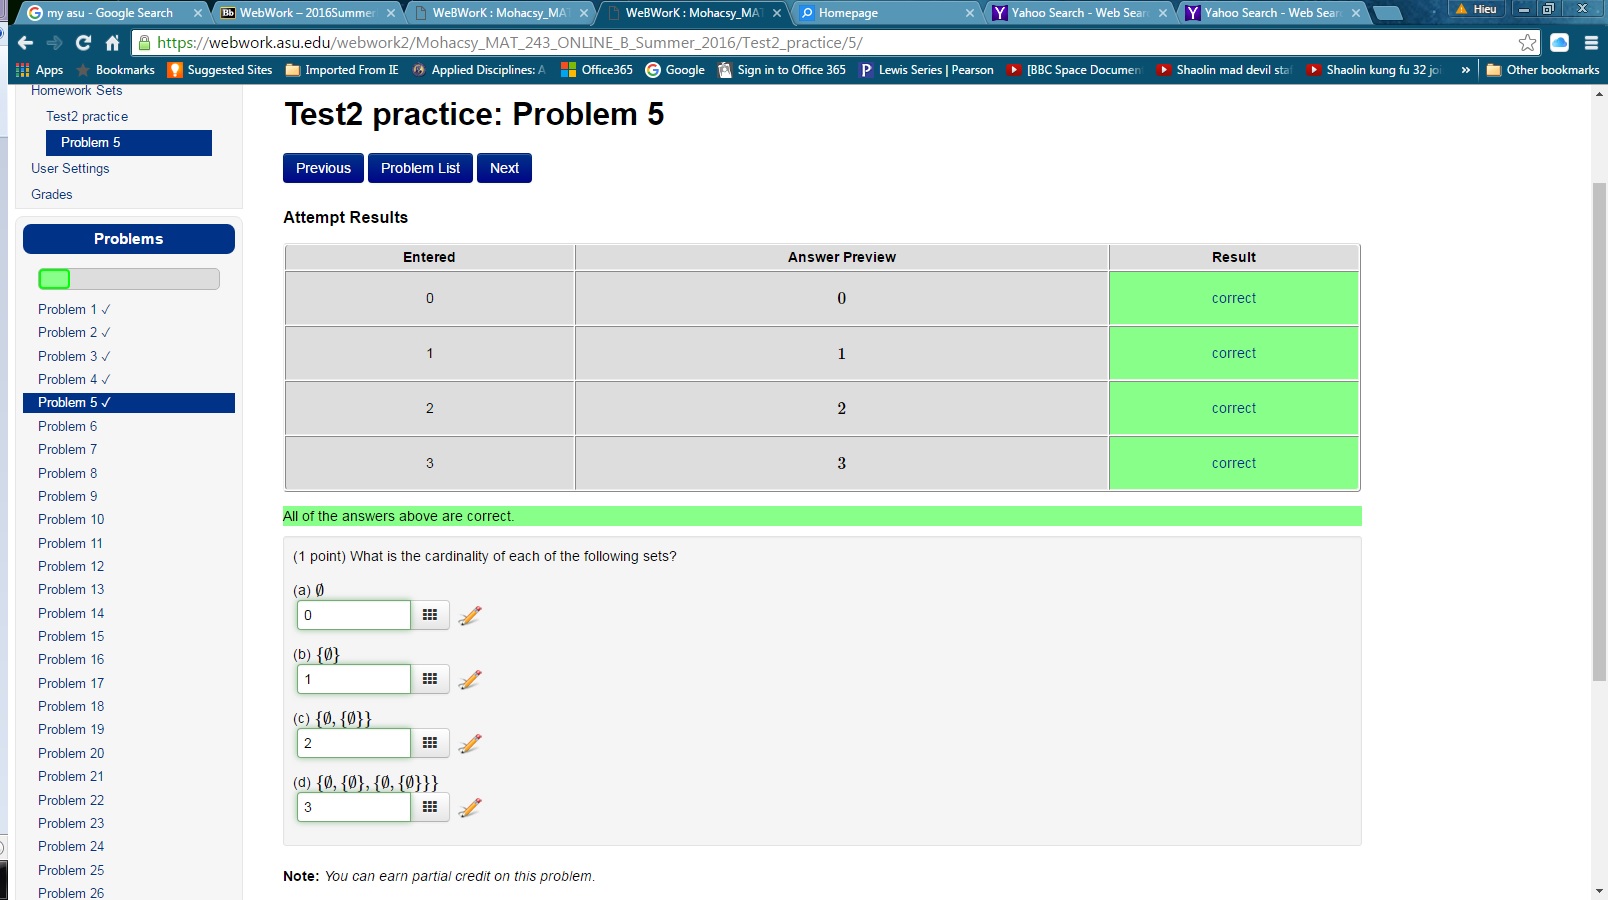 my asu - Google Search
WebWork – 2016Summer
WeBWorK : Mohacsy_MA
WeBWorK : Mohacsy_MA
Homepage
Yahoo Search - Web Sear
Yahoo Search - Web Sear
Hieu
https://webwork.asu.edu/webwork2/Mohacsy_MAT_243_ONLINE_B_Summer_2016/Test2_practice/5/
Apps Bookmarks Suggested Sites Imported From IE Applied Disciplines: A Office365 Google Sign in to Office 365 Lewis Series | Pearson [BBC Space Documen Shaolin mad devil sta Shaolin kung fu 32 joi » Other bookmarks
Homework Sets
Test2 practice
Problem 5
User Settings
Grades
Problems
Problem 1 ✓
Problem 2 ✓
Problem 3 ✓
Problem 4 ✓
Problem 5 ✓
Problem 6
Problem 7
Problem 8
Problem 9
Problem 10
Problem 11
Problem 12
Problem 13
Problem 14
Problem 15
Problem 16
Problem 17
Problem 18
Problem 19
Problem 20
Problem 21
Problem 22
Problem 23
Problem 24
Problem 25
Problem 26
Test2 practice: Problem 5
Previous Problem List Next
Attempt Results
Entered Answer Preview Result
0 0 correct
1 1 correct
2 2 correct
3 3 correct
All of the answers above are correct.
(1 point) What is the cardinality of each of the following sets?
(a) ∅
0
(b) {∅}
1
(c) {∅, {∅}}
2
(d) {∅, {∅}, {∅, {∅}}}
3
Note: You can earn partial credit on this problem.